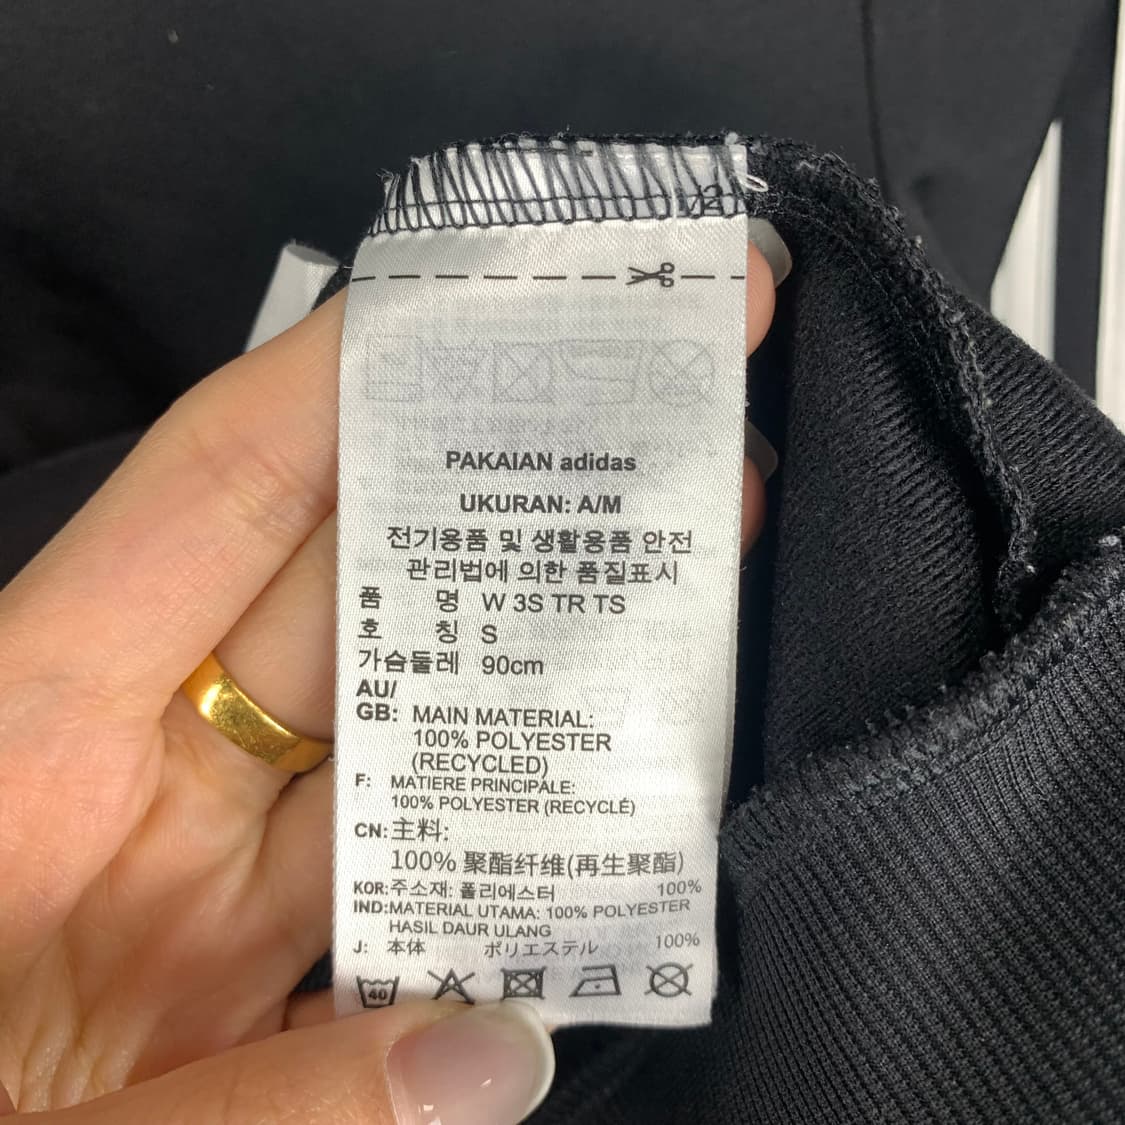 /2
PAKAIAN adidas
UKURAN: A/M
전기용품 및 생활용품 안전
관리법에 의한 품질표시
품 명 W 3S TR TS
호 칭 S
가슴둘레 90cm
AU/
GB: MAIN MATERIAL:
100% POLYESTER
(RECYCLED)
F: MATIERE PRINCIPALE:
100% POLYESTER (RECYCLÉ)
CN: 主料:
100% 聚酯纤维(再生聚酯)
KOR: 주소재: 폴리에스터 100%
IND: MATERIAL UTAMA: 100% POLYESTER
HASIL DAUR ULANG
J: 本体 ポリエステル 100%
40